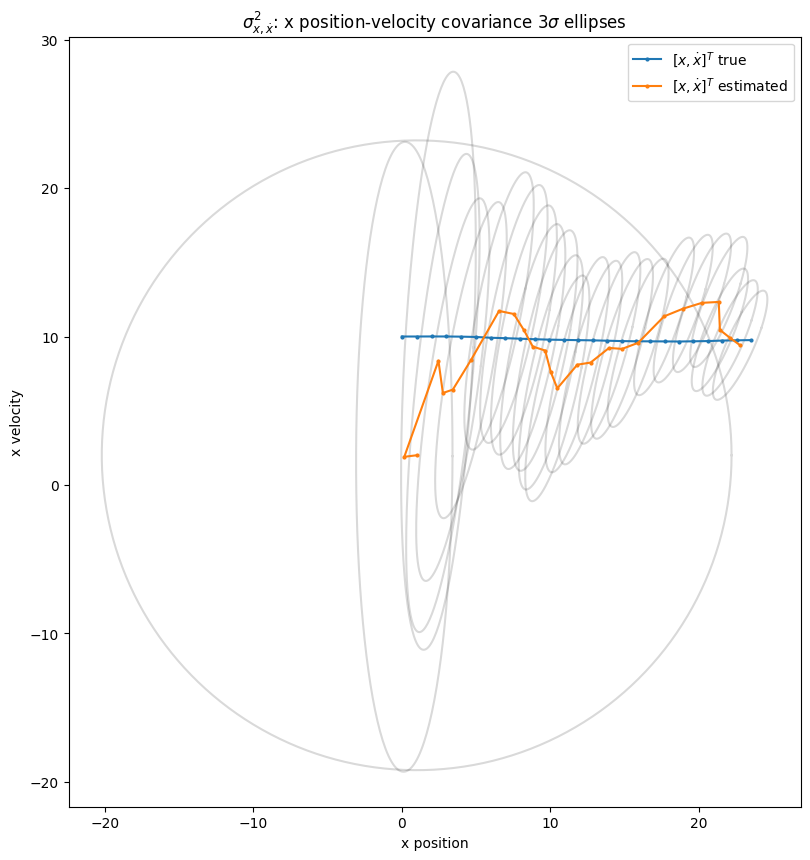 $\sigma^2_{x,\dot{x}}$: x position-velocity covariance 3$\sigma$ ellipses
$[x, \dot{x}]^T$ true
$[x, \dot{x}]^T$ estimated
30
20
10
0
−10
−20
x velocity
−20 −10 0 10 20
x position